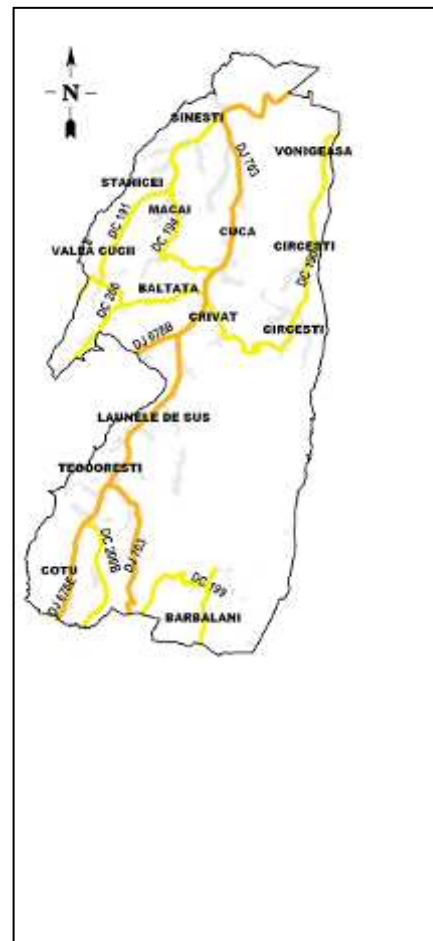 N
SINESTI
VONIGEASA
DJ 703
STANICEI
MACAI
DC 191
DC 194
CUCA
VALEA CUCII
CIRCESTI
BALTATA
DC 200
CRIVAT
CIRCESTI
DJ 678B
LAUNELE DE SUS
TEODORESTI
DC 200B
DJ 703
COTU
DC 199
BARBALANI